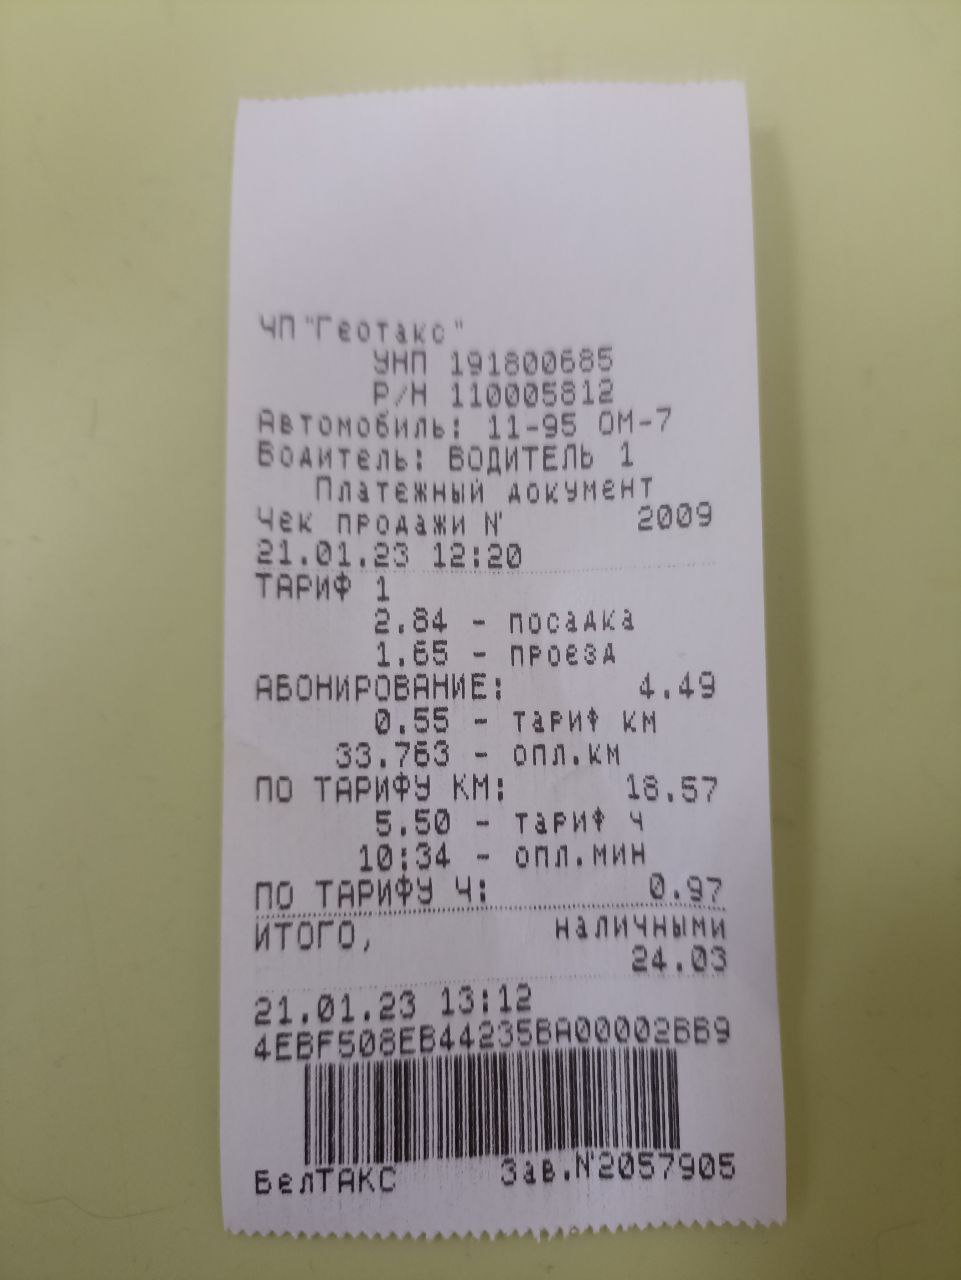 ЧП "Геотакс"
УНП 191800685
Р/Н 110005812
Автомобиль: 11-95 ОМ-7
Водитель: ВОДИТЕЛЬ 1
Платежный документ
Чек продажи № 2009
21.01.23 12:20
ТАРИФ 1
2.84 - посадка
1.65 - проезд
АБОНИРОВАНИЕ: 4.49
0.55 - тариф км
33.763 - опл.км
ПО ТАРИФУ КМ: 18.57
5.50 - тариф ч
10:34 - опл.мин
ПО ТАРИФУ Ч: 0.97
ИТОГО, наличными
24.03
21.01.23 13:12
4EBF508EB44235BA00002BB9
БелТАКС Зав.№2057905